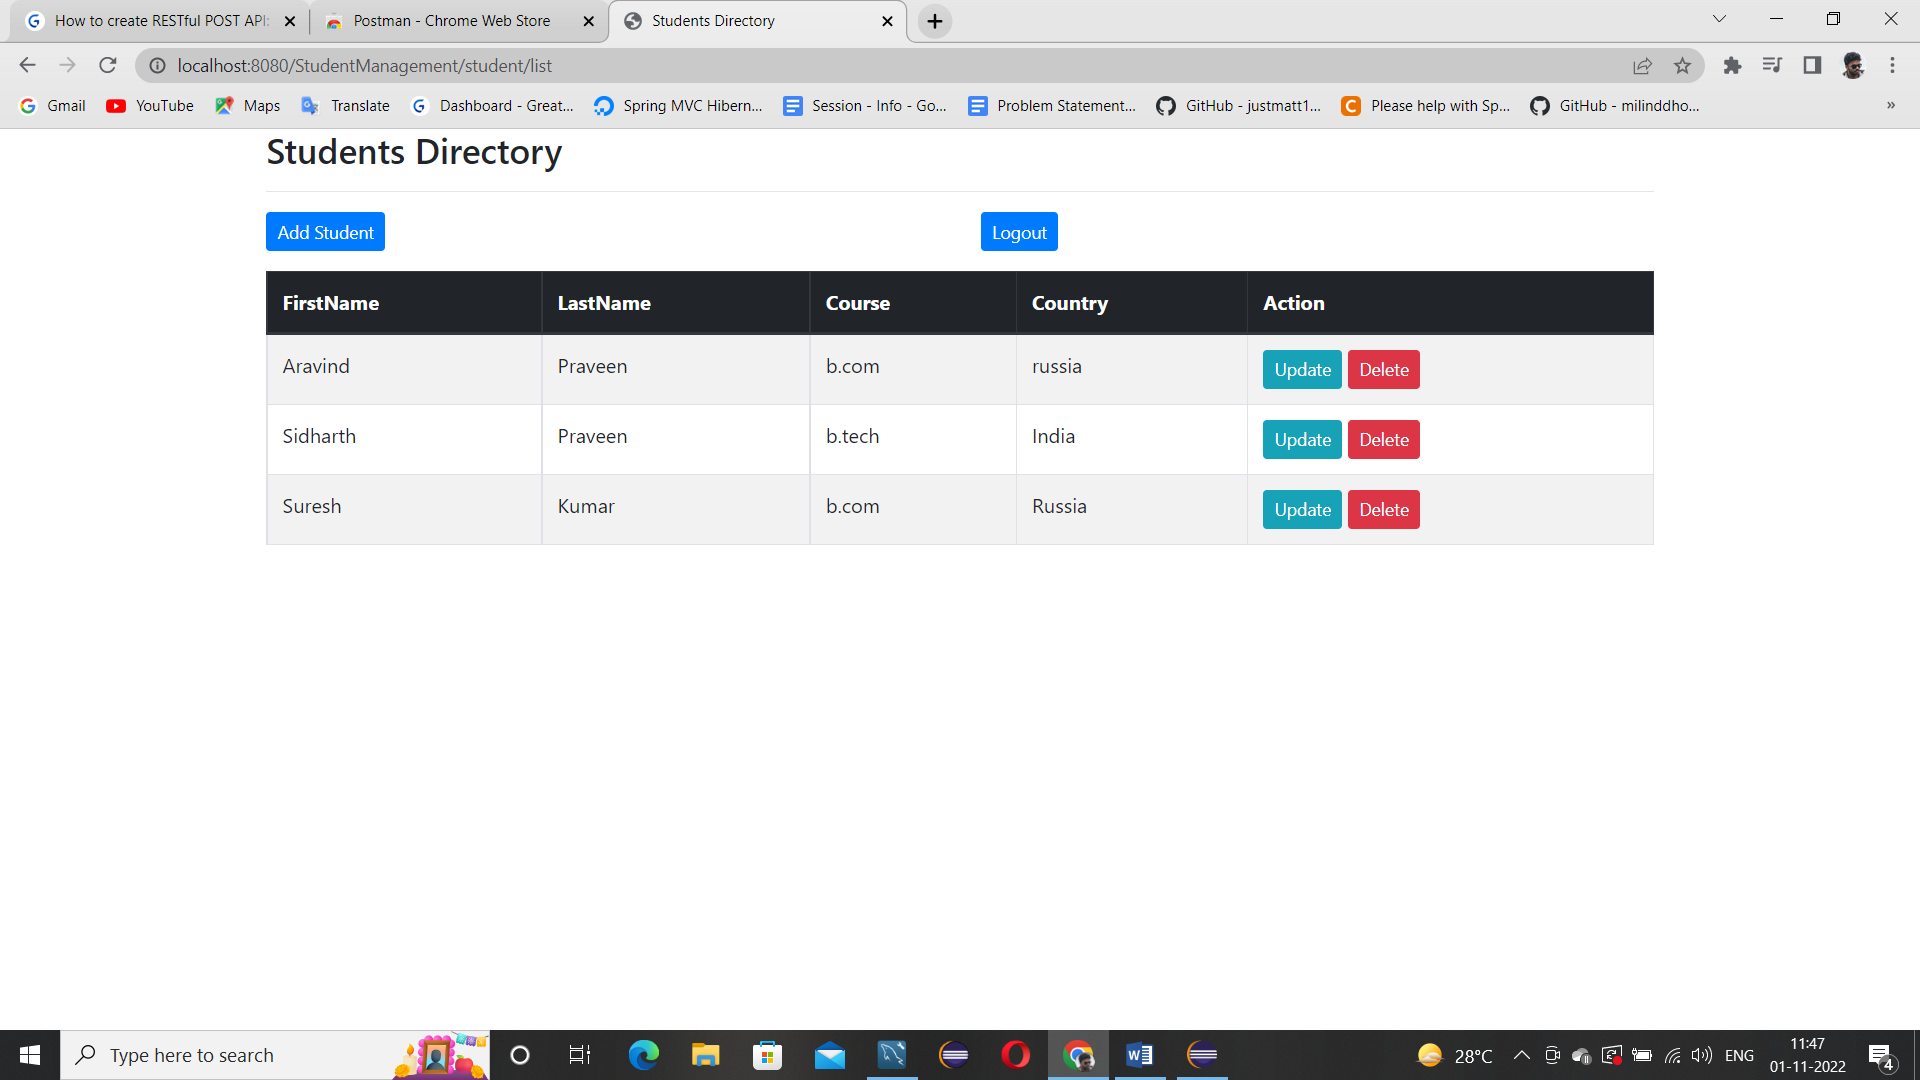 How to create RESTful POST API: Postman - Chrome Web Store Students Directory
localhost:8080/StudentManagement/student/list
Gmail YouTube Maps Translate Dashboard - Great... Spring MVC Hibern... Session - Info - Go... Problem Statement... GitHub - justmatt1... Please help with Sp... GitHub - milinddho... »
Students Directory
Add Student Logout
FirstName LastName Course Country Action
Aravind Praveen b.com russia Update Delete
Sidharth Praveen b.tech India Update Delete
Suresh Kumar b.com Russia Update Delete
Type here to search 28°C ENG 11:47
01-11-2022 4